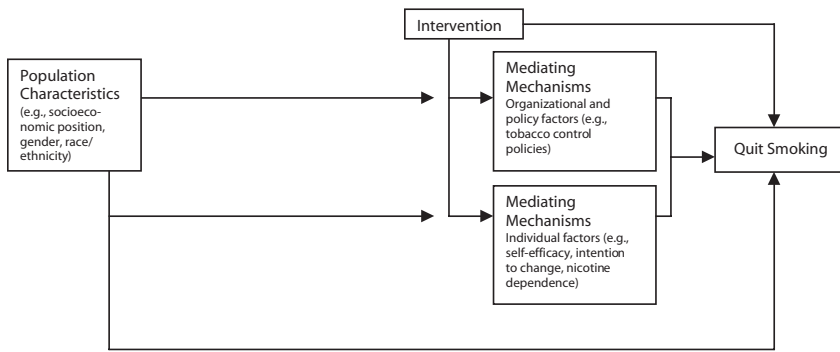 Intervention
Population
Characteristics
(e.g., socioeco-
nomic position,
gender, race/
ethnicity)
Mediating
Mechanisms
Organizational and
policy factors (e.g.,
tobacco control
policies)
Quit Smoking
Mediating
Mechanisms
Individual factors (e.g.,
self-efficacy, intention
to change, nicotine
dependence)